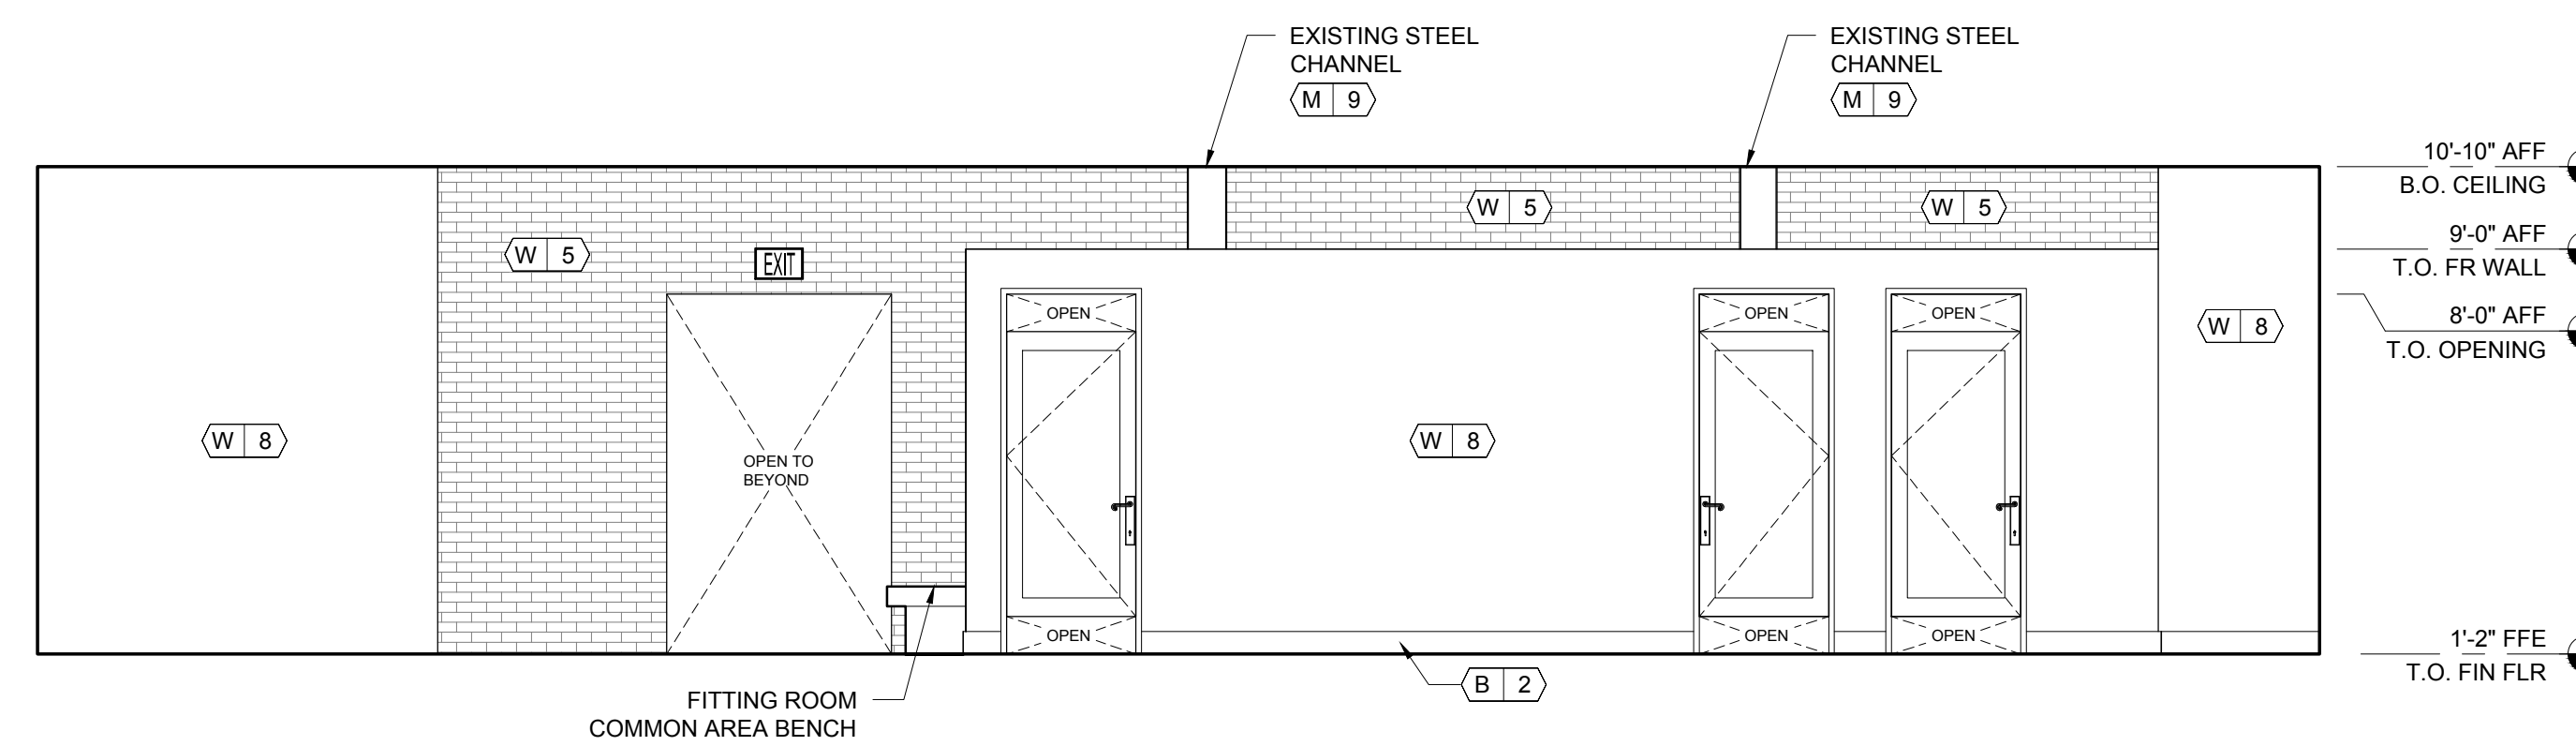 EXISTING STEEL
CHANNEL
M 9
EXISTING STEEL
CHANNEL
M 9
10'-10" AFF
B.O. CEILING
9'-0" AFF
T.O. FR WALL
8'-0" AFF
T.O. OPENING
1'-2" FFE
T.O. FIN FLR
W 5
W 5
W 5
EXIT
OPEN
OPEN
OPEN
W 8
W 8
W 8
OPEN TO
BEYOND
OPEN
OPEN
OPEN
B 2
FITTING ROOM
COMMON AREA BENCH